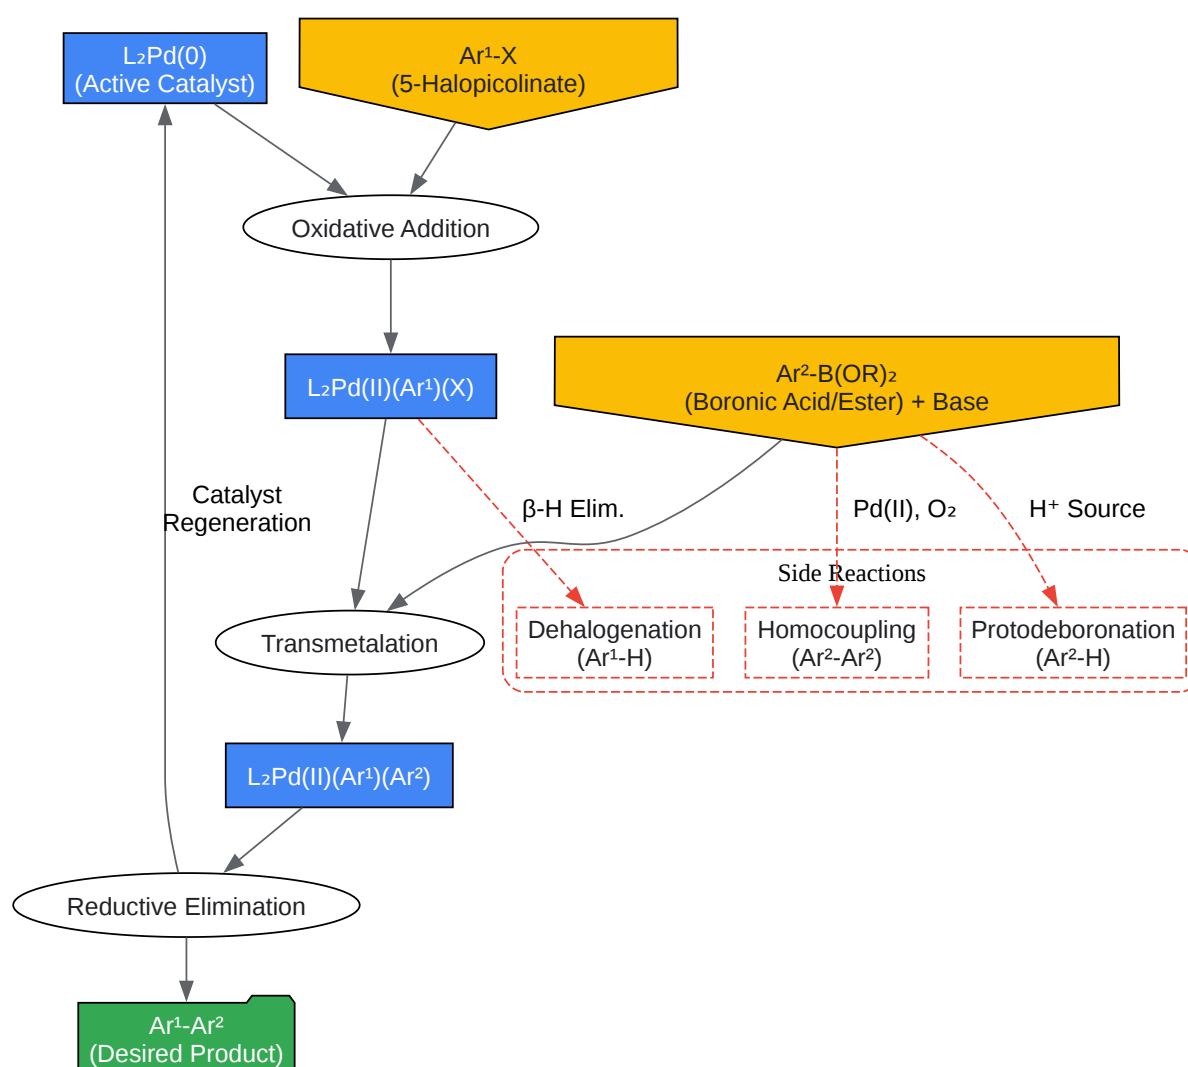 L₂Pd(0)
(Active Catalyst)
Ar¹-X
(5-Halopicolinate)
Oxidative Addition
L₂Pd(II)(Ar¹)(X)
Ar²-B(OR)₂
(Boronic Acid/Ester) + Base
Catalyst
Regeneration
β-H Elim.
Pd(II), O₂
H⁺ Source
Side Reactions
Dehalogenation
(Ar¹-H)
Homocoupling
(Ar²-Ar²)
Protodeboronation
(Ar²-H)
Transmetalation
L₂Pd(II)(Ar¹)(Ar²)
Reductive Elimination
Ar¹-Ar²
(Desired Product)